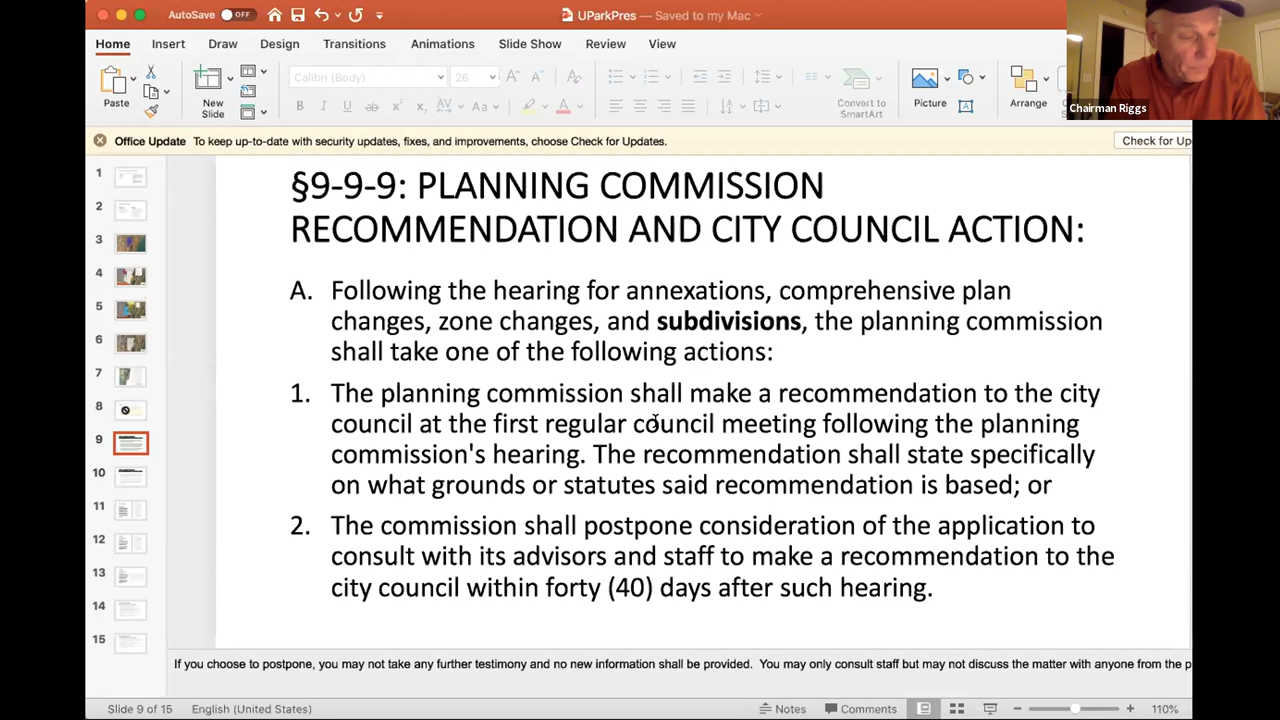 AutoSave OFF
UParkPres — Saved to my Mac
Home Insert Draw Design Transitions Animations Slide Show Review View
Calibri (Body) 28
Paste
New
Slide
Aa
Convert to
SmartArt
Picture
Arrange
Chairman Riggs
Office Update To keep up-to-date with security updates, fixes, and improvements, choose Check for Updates.
Check for Up
1
2
3
4
5
6
7
8
9
10
11
12
13
14
15
§9-9-9: PLANNING COMMISSION
RECOMMENDATION AND CITY COUNCIL ACTION:
A. Following the hearing for annexations, comprehensive plan
changes, zone changes, and subdivisions, the planning commission
shall take one of the following actions:
1. The planning commission shall make a recommendation to the city
council at the first regular council meeting following the planning
commission's hearing. The recommendation shall state specifically
on what grounds or statutes said recommendation is based; or
2. The commission shall postpone consideration of the application to
consult with its advisors and staff to make a recommendation to the
city council within forty (40) days after such hearing.
If you choose to postpone, you may not take any further testimony and no new information shall be provided. You may only consult staff but may not discuss the matter with anyone from the p
Slide 9 of 15 English (United States)
Notes Comments 110%